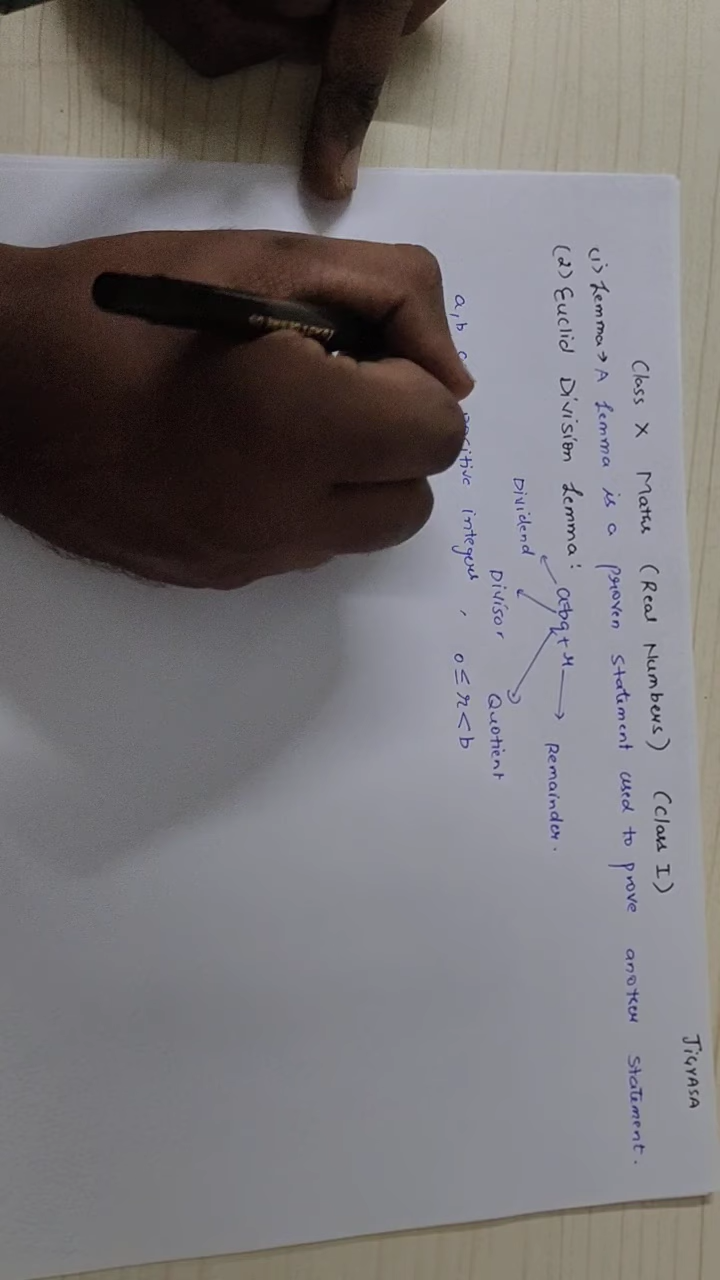 JIGYASA
Class X Maths (Real Numbers) (Class I)
(1) Lemma → A Lemma is a proven statement used to prove another statement.
(2) Euclid Division Lemma: a=bq+r → Remainder.
Dividend
Divisor Quotient
a,b positive integers, 0≤r<b